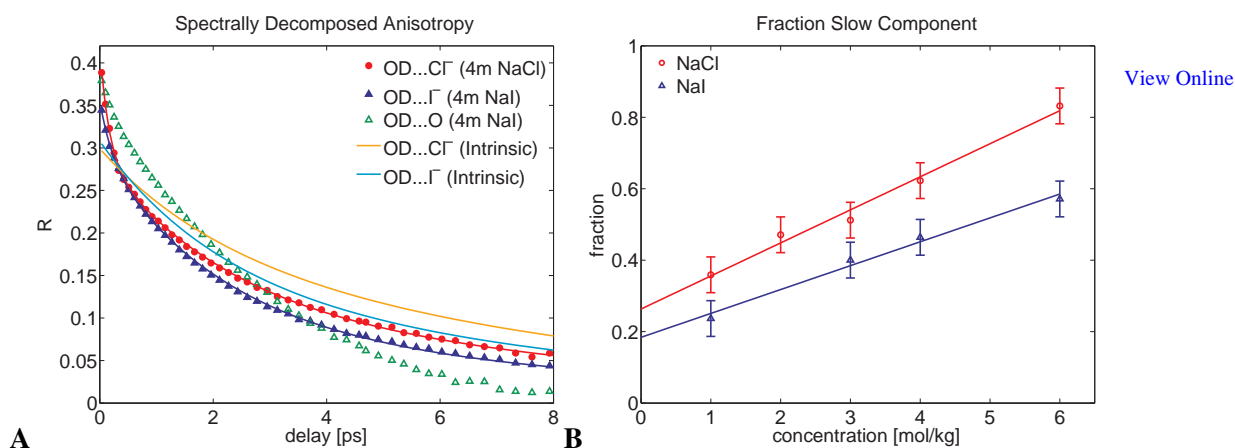 Spectrally Decomposed Anisotropy
R
0.4
0.35
0.3
0.25
0.2
0.15
0.1
0.05
0
0 2 4 6 8
delay [ps]
OD...Cl⁻ (4m NaCl)
OD...I⁻ (4m NaI)
OD...O (4m NaI)
OD...Cl⁻ (Intrinsic)
OD...I⁻ (Intrinsic)
A
Fraction Slow Component
fraction
1
0.8
0.6
0.4
0.2
0
0 1 2 3 4 5 6
concentration [mol/kg]
NaCl
NaI
B
View Online